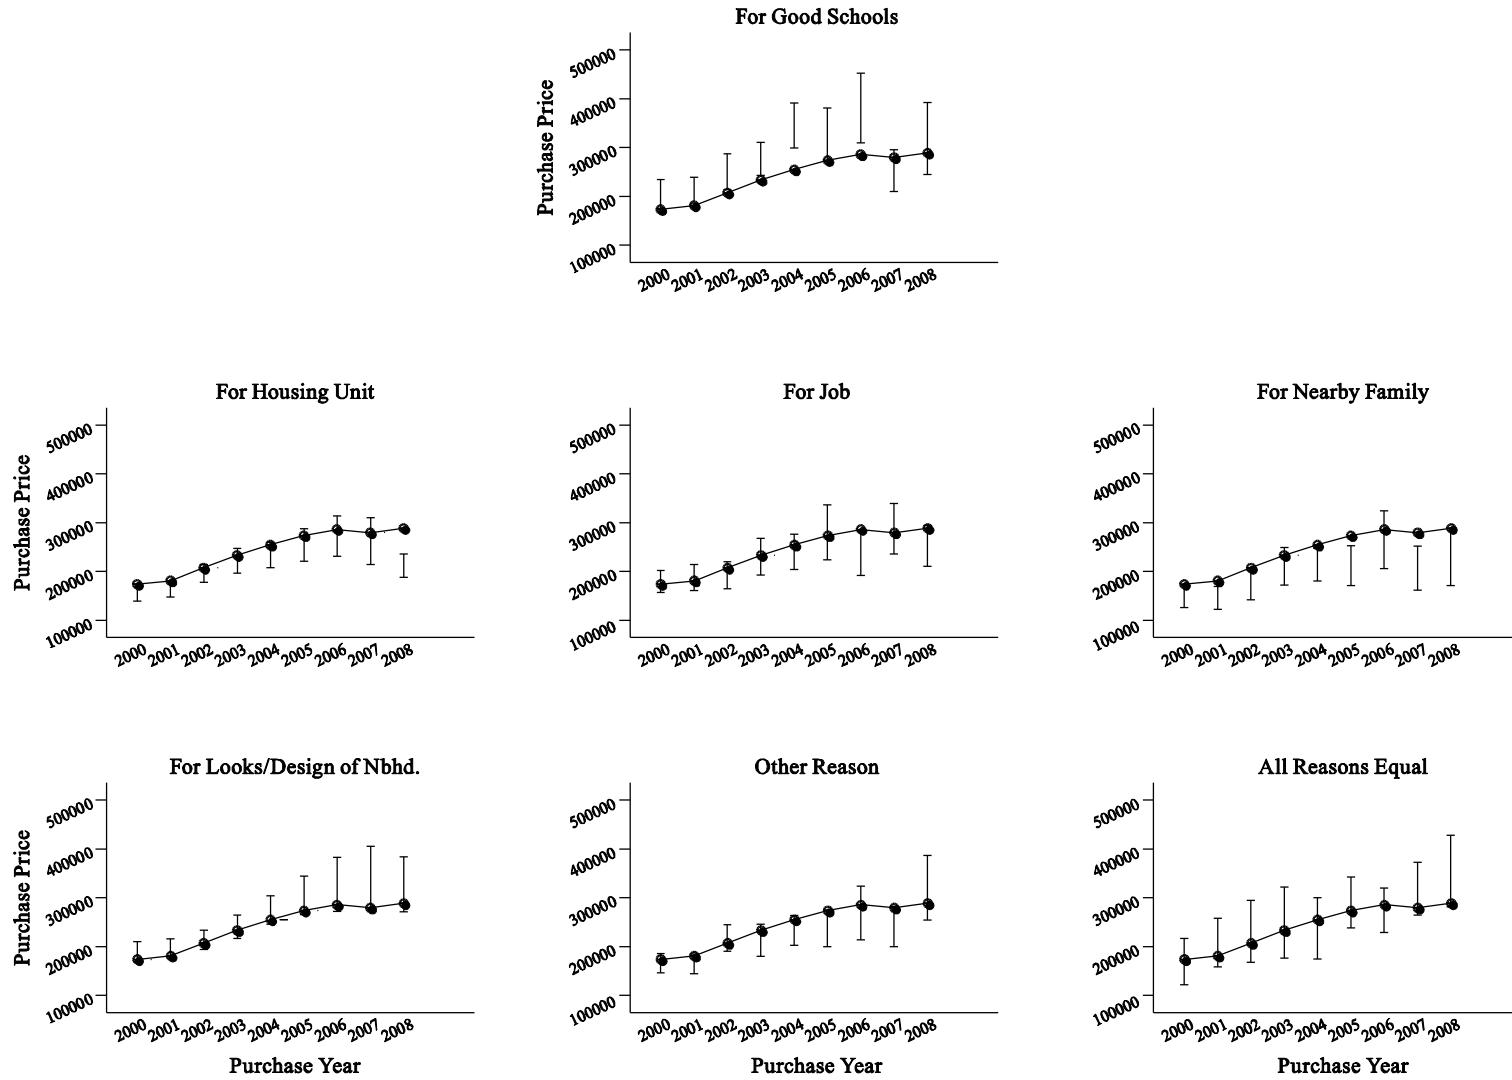 For Good Schools
Purchase Price
500000
400000
300000
200000
100000
2000 2001 2002 2003 2004 2005 2006 2007 2008
For Housing Unit
Purchase Price
500000
400000
300000
200000
100000
2000 2001 2002 2003 2004 2005 2006 2007 2008
For Job
500000
400000
300000
200000
100000
2000 2001 2002 2003 2004 2005 2006 2007 2008
For Nearby Family
500000
400000
300000
200000
100000
2000 2001 2002 2003 2004 2005 2006 2007 2008
For Looks/Design of Nbhd.
Purchase Price
500000
400000
300000
200000
100000
2000 2001 2002 2003 2004 2005 2006 2007 2008
Purchase Year
Other Reason
500000
400000
300000
200000
100000
2000 2001 2002 2003 2004 2005 2006 2007 2008
Purchase Year
All Reasons Equal
500000
400000
300000
200000
100000
2000 2001 2002 2003 2004 2005 2006 2007 2008
Purchase Year